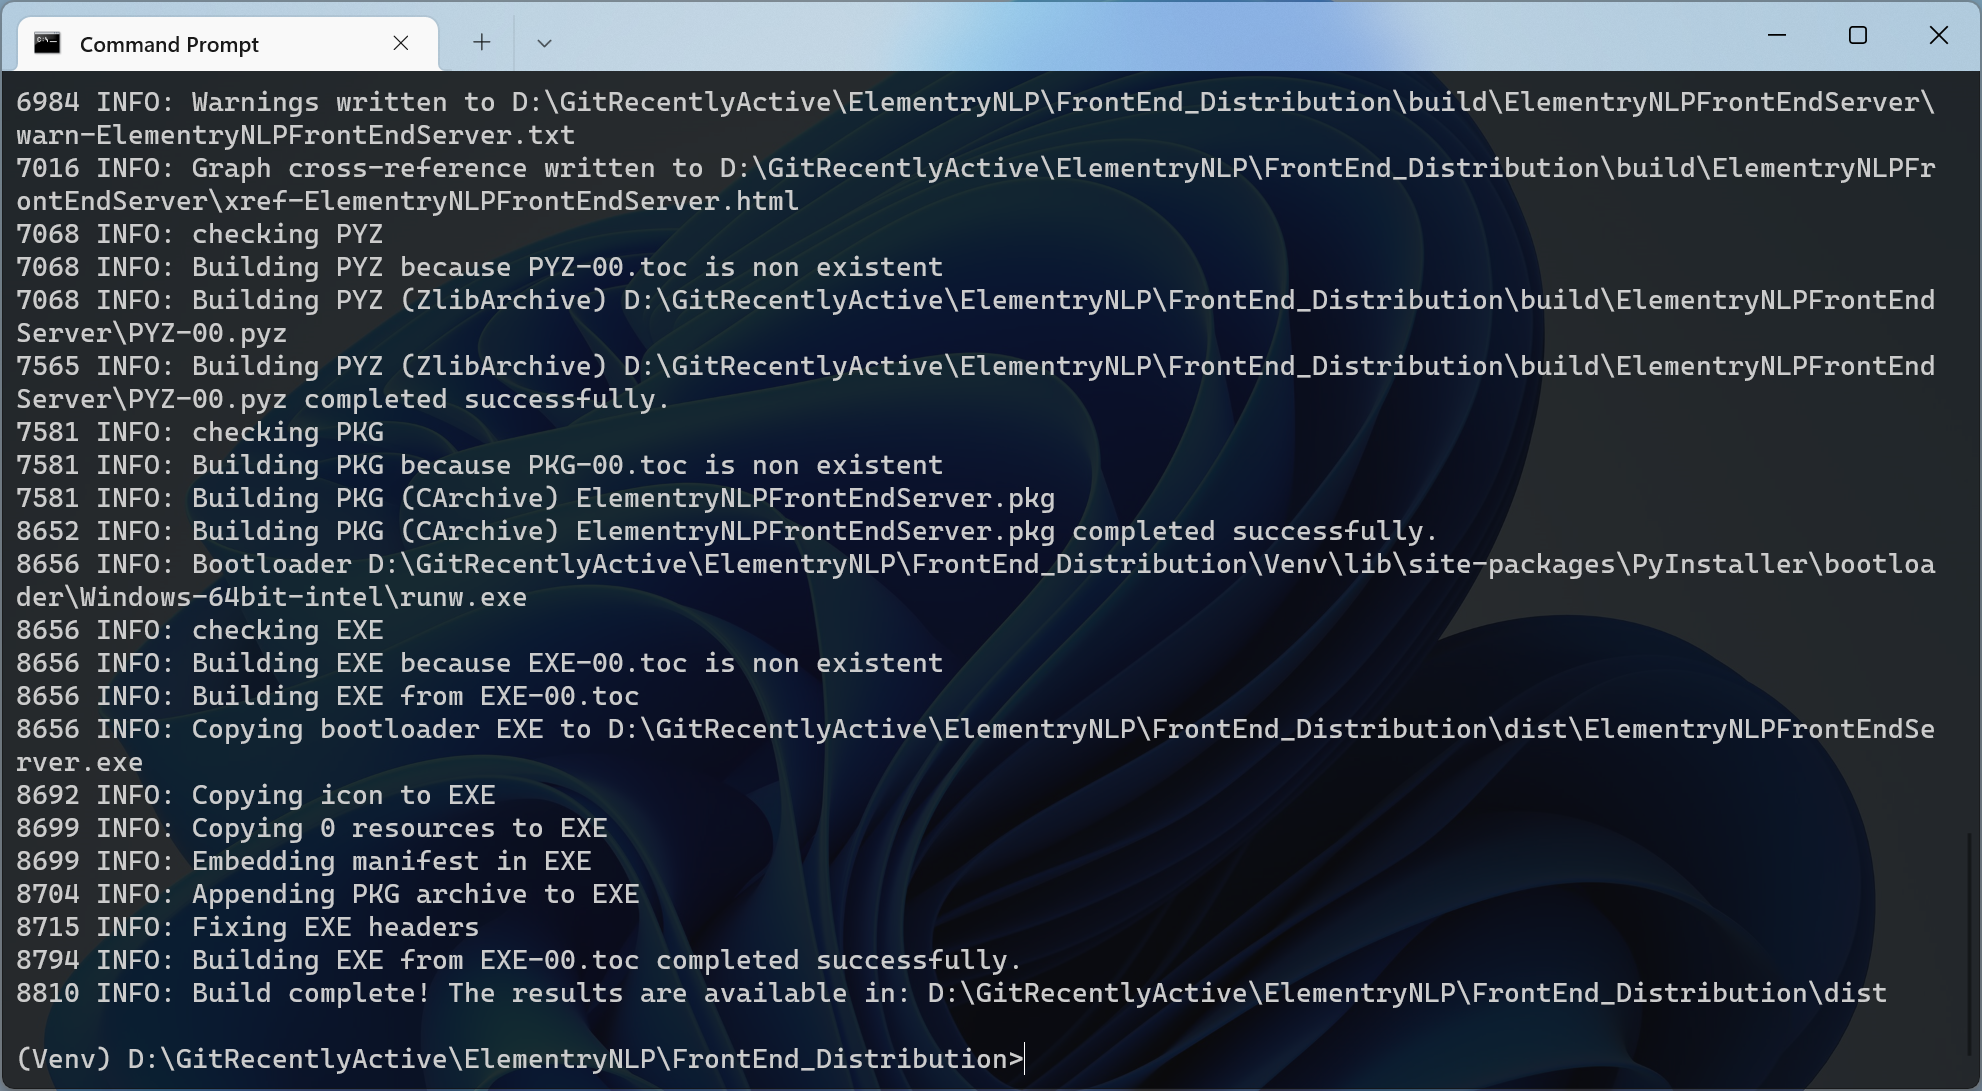 Command Prompt
6984 INFO: Warnings written to D:\GitRecentlyActive\ElementryNLP\FrontEnd_Distribution\build\ElementryNLPFrontEndServer\
warn-ElementryNLPFrontEndServer.txt
7016 INFO: Graph cross-reference written to D:\GitRecentlyActive\ElementryNLP\FrontEnd_Distribution\build\ElementryNLPFr
ontEndServer\xref-ElementryNLPFrontEndServer.html
7068 INFO: checking PYZ
7068 INFO: Building PYZ because PYZ-00.toc is non existent
7068 INFO: Building PYZ (ZlibArchive) D:\GitRecentlyActive\ElementryNLP\FrontEnd_Distribution\build\ElementryNLPFrontEnd
Server\PYZ-00.pyz
7565 INFO: Building PYZ (ZlibArchive) D:\GitRecentlyActive\ElementryNLP\FrontEnd_Distribution\build\ElementryNLPFrontEnd
Server\PYZ-00.pyz completed successfully.
7581 INFO: checking PKG
7581 INFO: Building PKG because PKG-00.toc is non existent
7581 INFO: Building PKG (CArchive) ElementryNLPFrontEndServer.pkg
8652 INFO: Building PKG (CArchive) ElementryNLPFrontEndServer.pkg completed successfully.
8656 INFO: Bootloader D:\GitRecentlyActive\ElementryNLP\FrontEnd_Distribution\Venv\lib\site-packages\PyInstaller\bootloa
der\Windows-64bit-intel\runw.exe
8656 INFO: checking EXE
8656 INFO: Building EXE because EXE-00.toc is non existent
8656 INFO: Building EXE from EXE-00.toc
8656 INFO: Copying bootloader EXE to D:\GitRecentlyActive\ElementryNLP\FrontEnd_Distribution\dist\ElementryNLPFrontEndSe
rver.exe
8692 INFO: Copying icon to EXE
8699 INFO: Copying 0 resources to EXE
8699 INFO: Embedding manifest in EXE
8704 INFO: Appending PKG archive to EXE
8715 INFO: Fixing EXE headers
8794 INFO: Building EXE from EXE-00.toc completed successfully.
8810 INFO: Build complete! The results are available in: D:\GitRecentlyActive\ElementryNLP\FrontEnd_Distribution\dist
(Venv) D:\GitRecentlyActive\ElementryNLP\FrontEnd_Distribution>